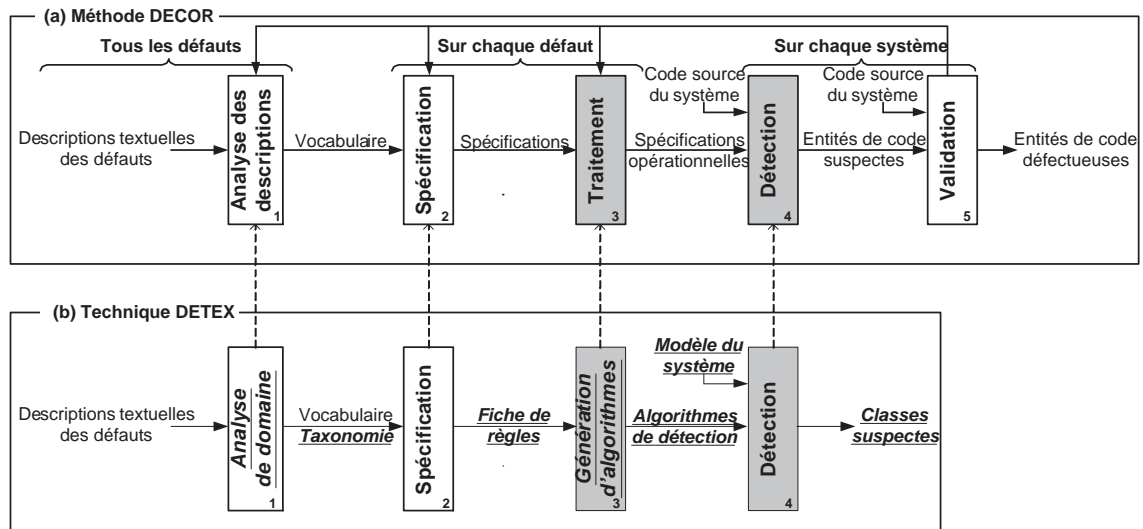 (a) Méthode DECOR
Tous les défauts
Sur chaque défaut
Sur chaque système
Descriptions textuelles
des défauts
Analyse des
descriptions
1
Vocabulaire
Spécification
2
Spécifications
Traitement
3
Spécifications
opérationnelles
Code source
du système
Détection
4
Entités de code
suspectes
Code source
du système
Validation
5
Entités de code
défectueuses
(b) Technique DETEX
Descriptions textuelles
des défauts
Analyse
de domaine
1
Vocabulaire
Taxonomie
Spécification
2
Fiche de
règles
Génération
d'algorithmes
3
Algorithmes
de détection
Modèle du
système
Détection
4
Classes
suspectes